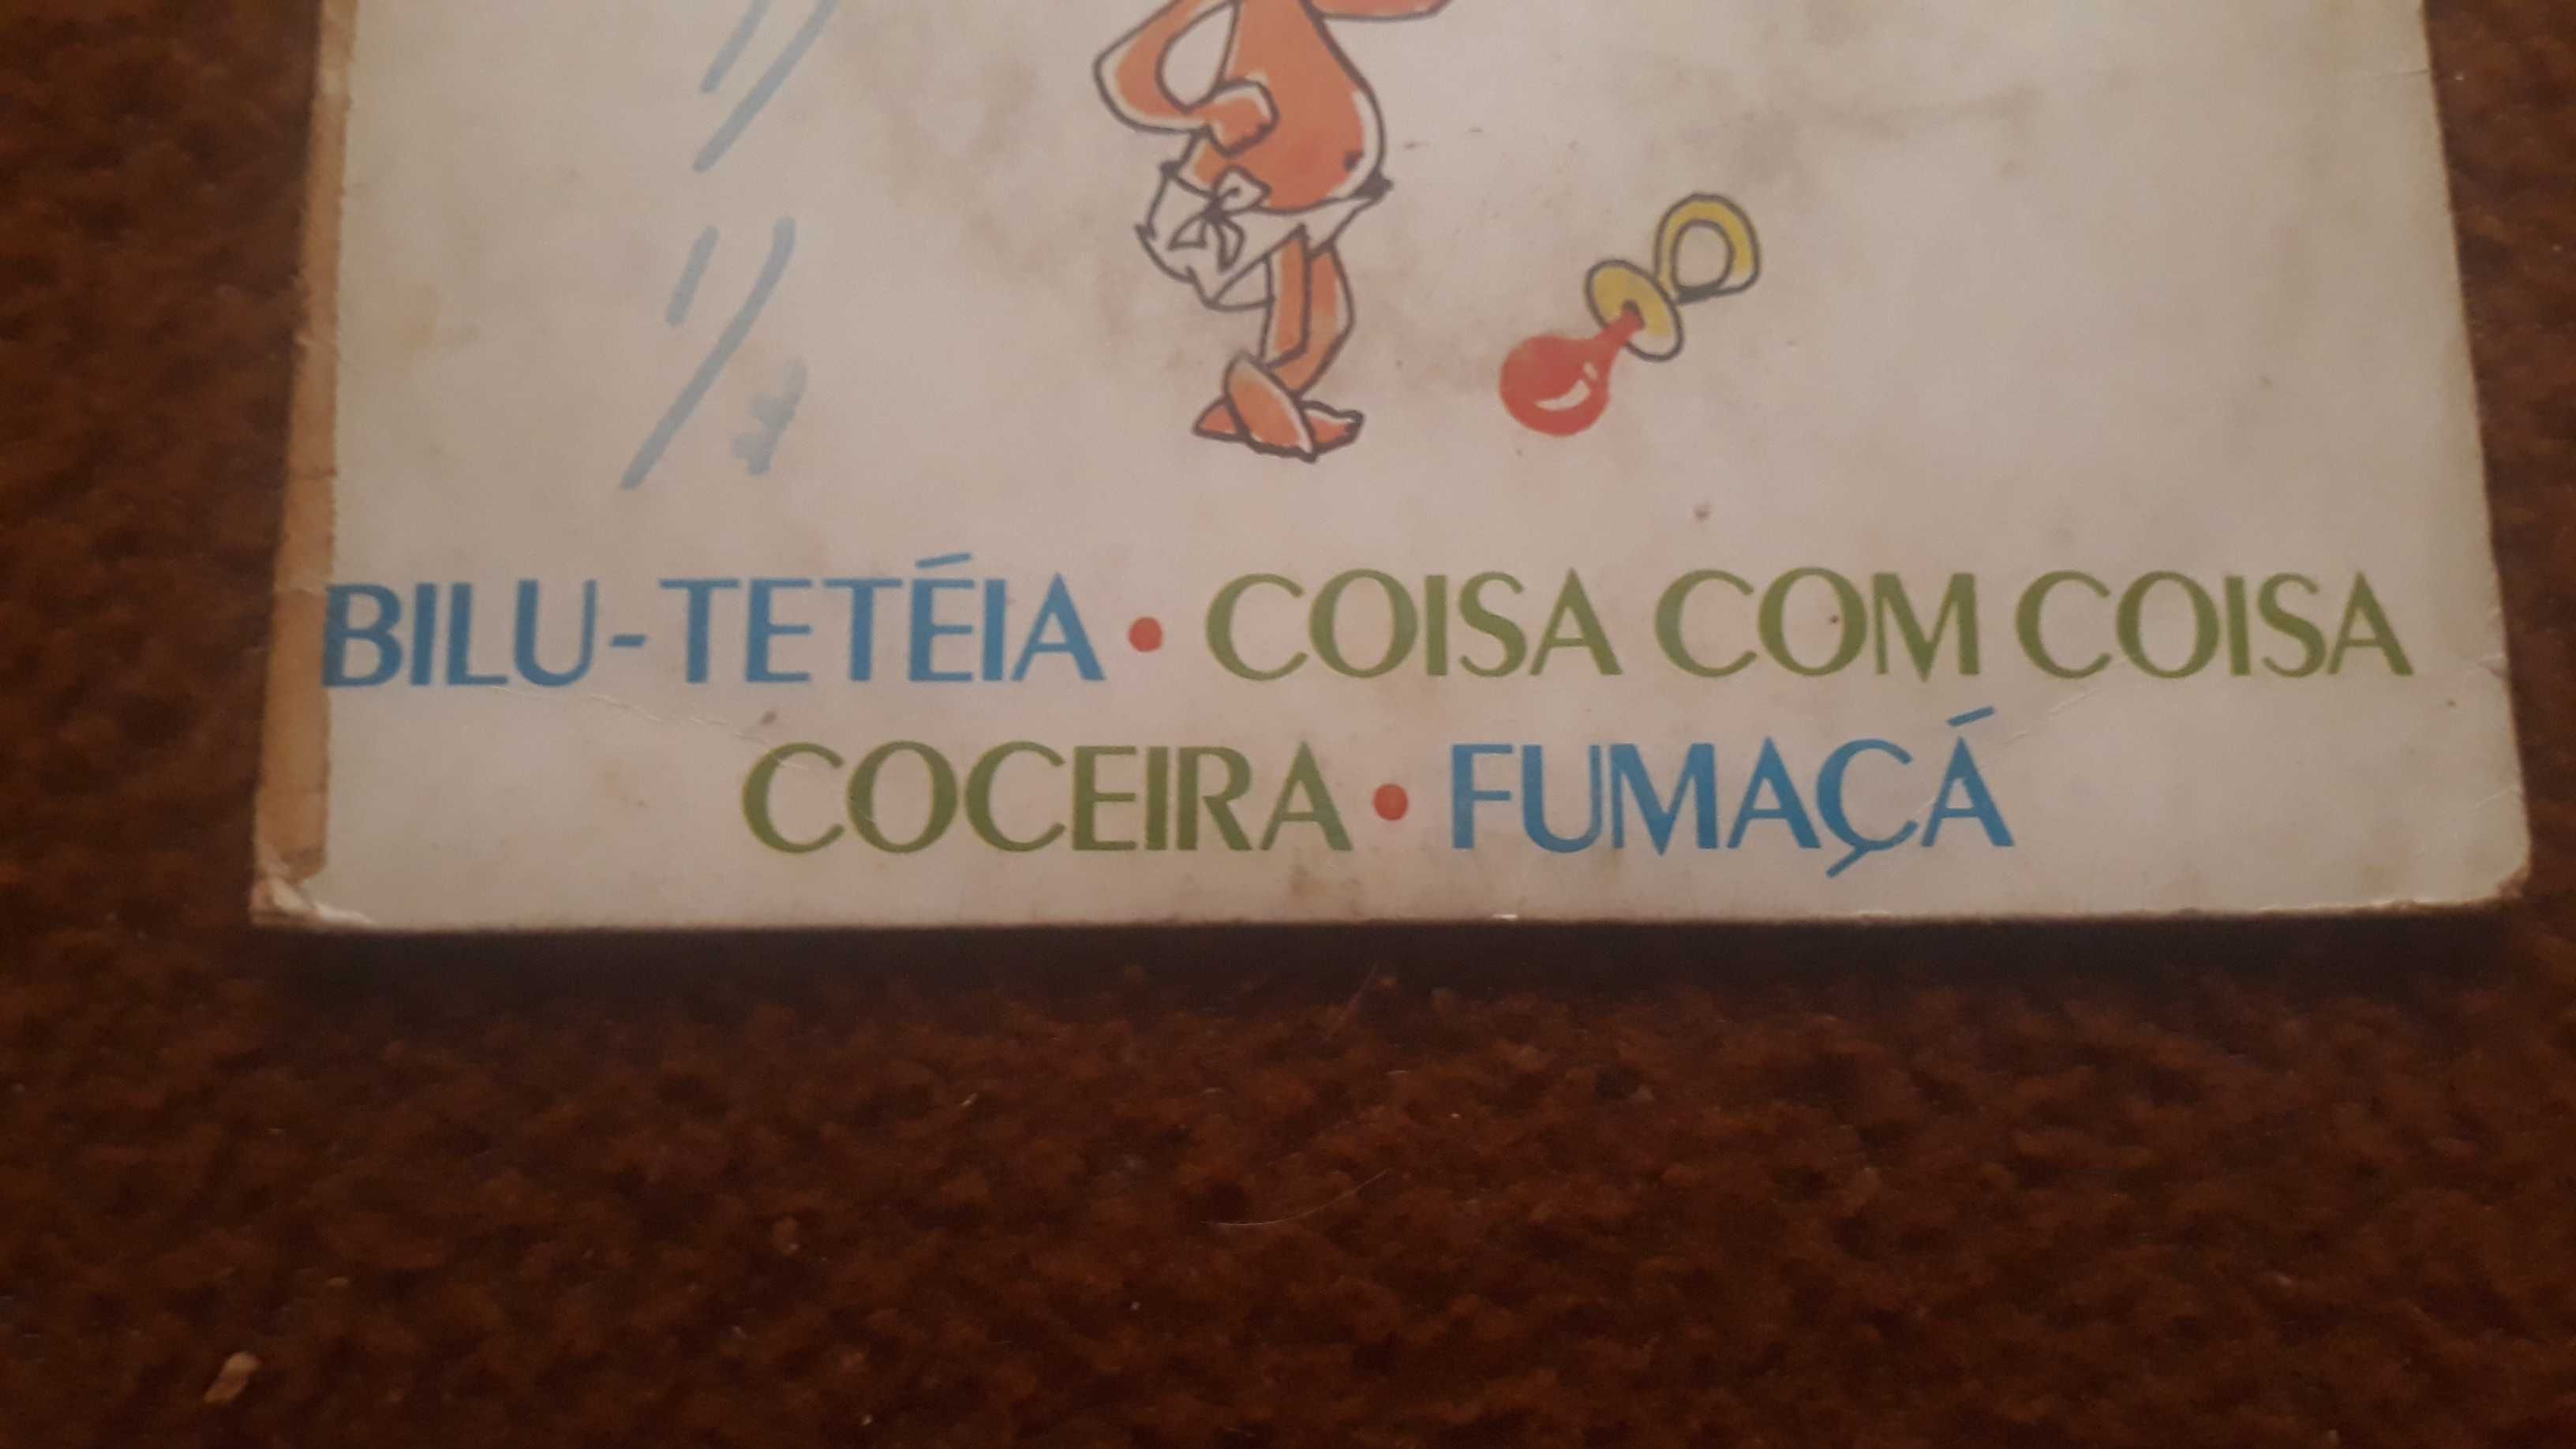 BILU-TETÉIA • COISA COM COISA
COCEIRA • FUMAÇÁ